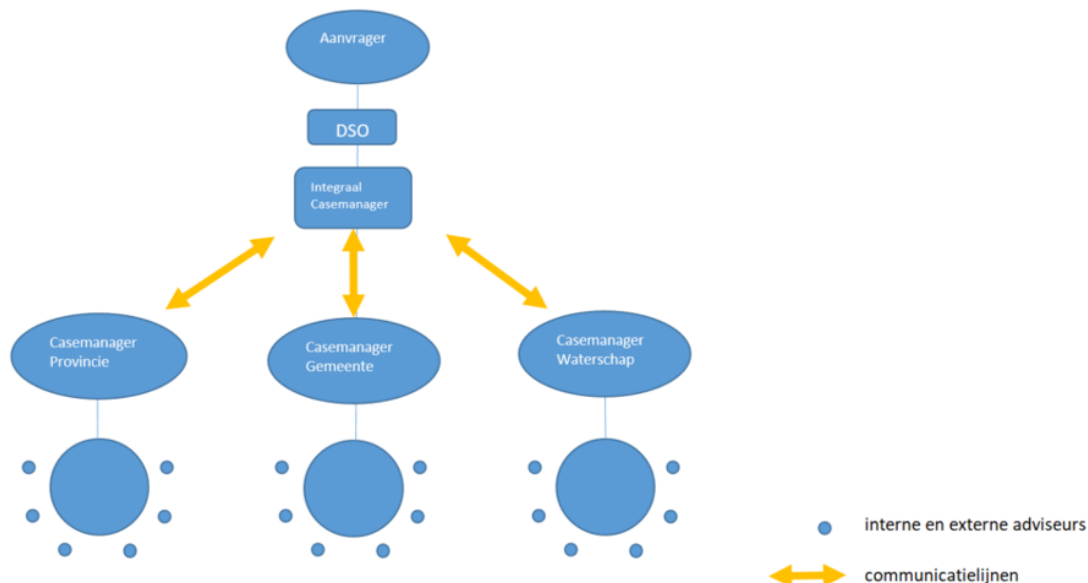 Aanvrager
DSO
Integraal
Casemanager
Casemanager
Provincie
Casemanager
Gemeente
Casemanager
Waterschap
interne en externe adviseurs
communicatielijnen